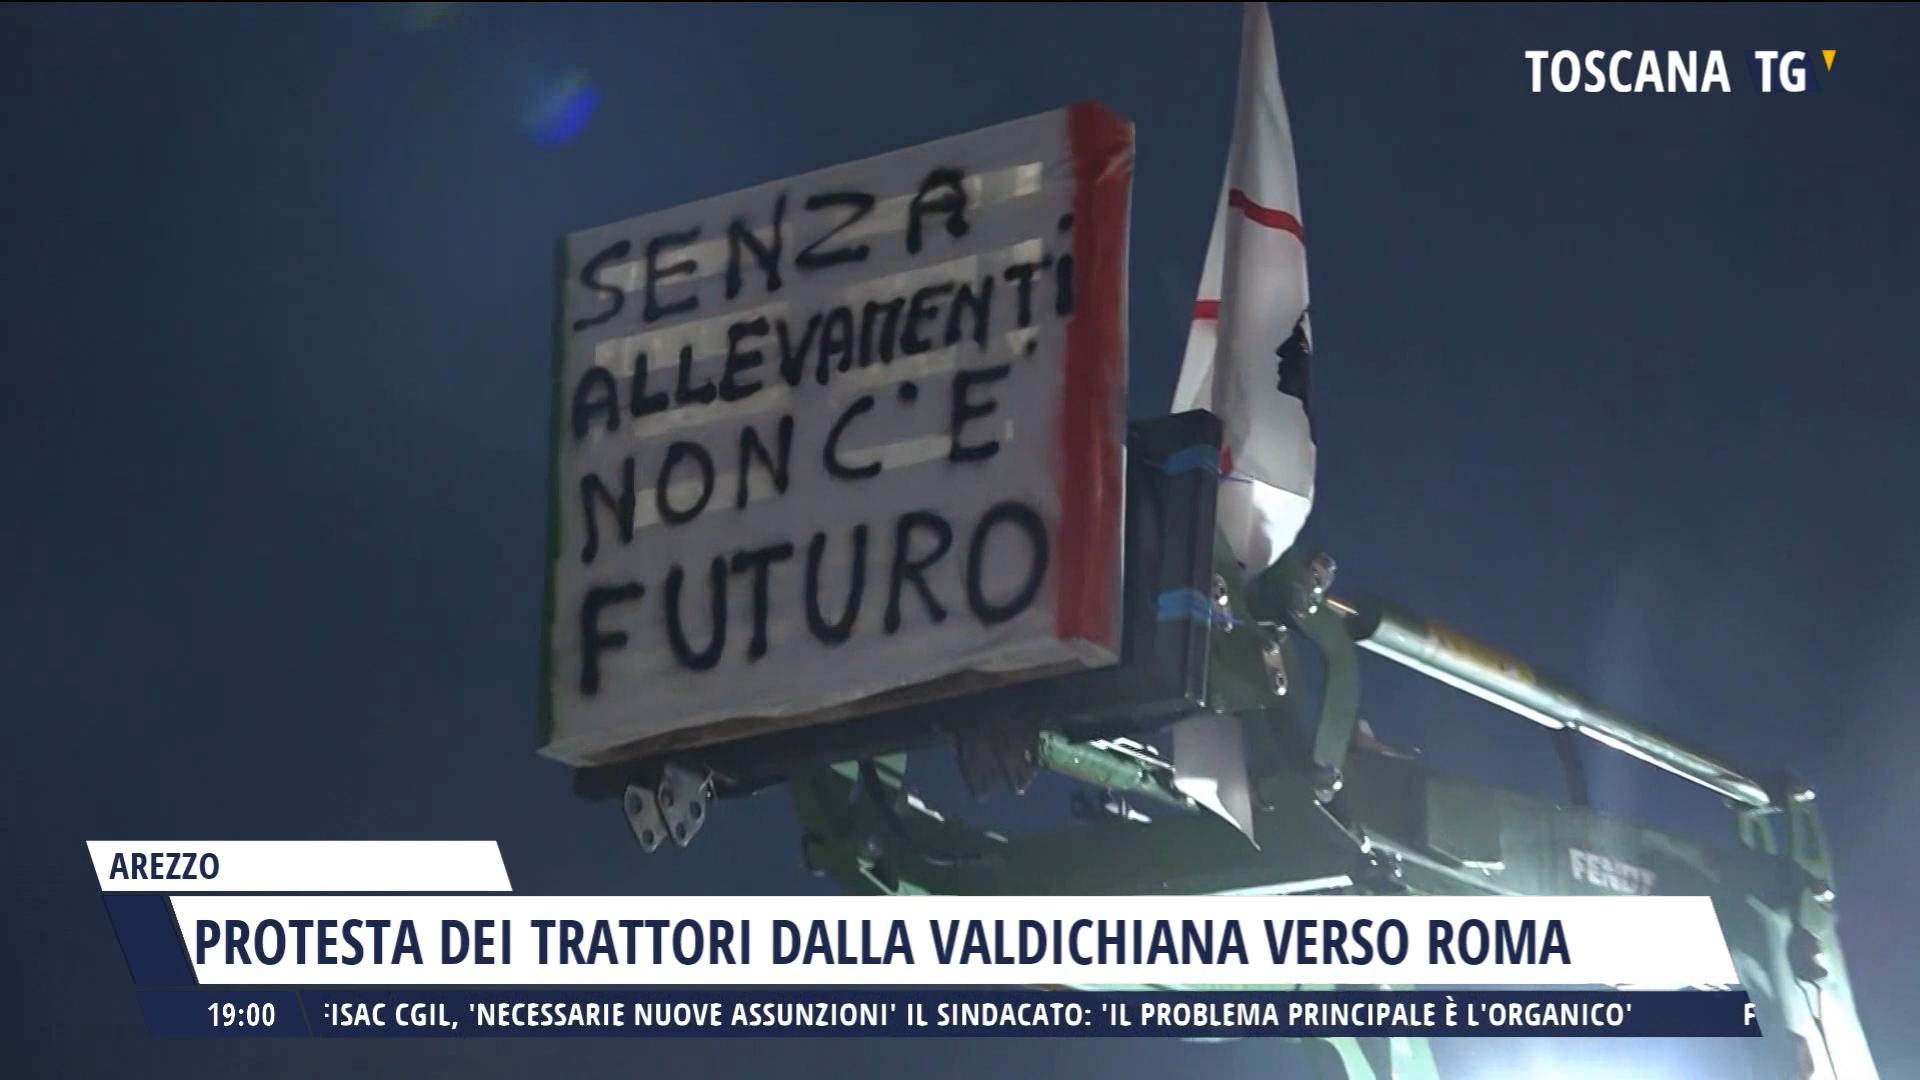 TOSCANA TG
SENZA
ALLEVAMENTI
NON C'È
FUTURO
FENDT
AREZZO
PROTESTA DEI TRATTORI DALLA VALDICHIANA VERSO ROMA
19:00 FISAC CGIL, 'NECESSARIE NUOVE ASSUNZIONI' IL SINDACATO: 'IL PROBLEMA PRINCIPALE È L'ORGANICO'